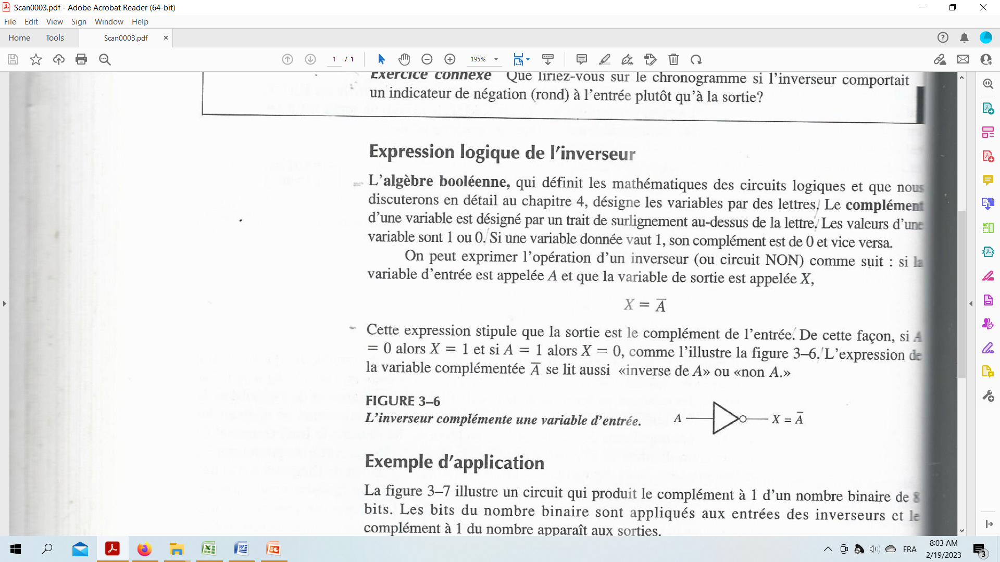 Scan0003.pdf - Adobe Acrobat Reader (64-bit)
File Edit View Sign Window Help
Home Tools Scan0003.pdf ×
1 / 1 195%
Exercice connexe Que liriez-vous sur le chronogramme si l'inverseur comportait
un indicateur de négation (rond) à l'entrée plutôt qu'à la sortie?
Expression logique de l'inverseur
L'algèbre booléenne, qui définit les mathématiques des circuits logiques et que nous
discuterons en détail au chapitre 4, désigne les variables par des lettres. Le complément
d'une variable est désigné par un trait de surlignement au-dessus de la lettre. Les valeurs d'une
variable sont 1 ou 0. Si une variable donnée vaut 1, son complément est de 0 et vice versa.
On peut exprimer l'opération d'un inverseur (ou circuit NON) comme suit : si la
variable d'entrée est appelée A et que la variable de sortie est appelée X,
X = A̅
Cette expression stipule que la sortie est le complément de l'entrée. De cette façon, si A
= 0 alors X = 1 et si A = 1 alors X = 0, comme l'illustre la figure 3–6. L'expression de
la variable complémentée A̅ se lit aussi «inverse de A» ou «non A.»
FIGURE 3–6
L'inverseur complémente une variable d'entrée.
A X = A̅
Exemple d'application
La figure 3–7 illustre un circuit qui produit le complément à 1 d'un nombre binaire de 8
bits. Les bits du nombre binaire sont appliqués aux entrées des inverseurs et le
complément à 1 du nombre apparaît aux sorties.
FRA
8:03 AM
2/19/2023
3